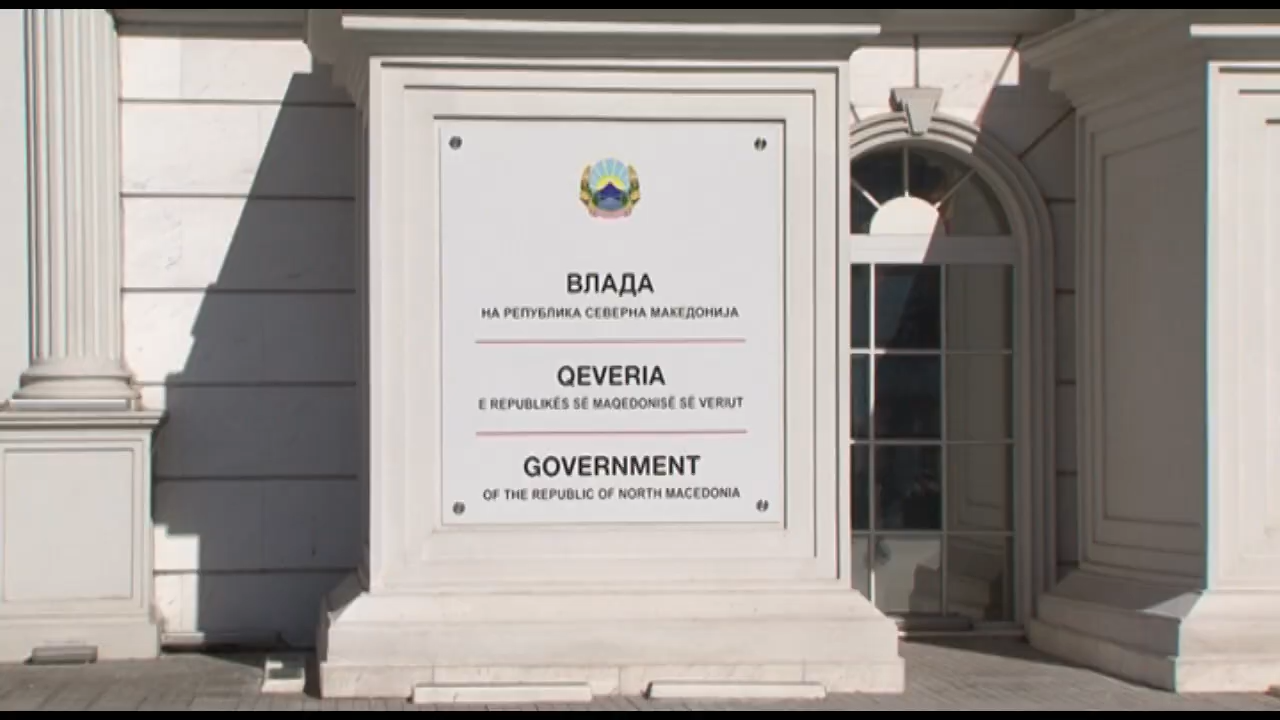 ВЛАДА
НА РЕПУБЛИКА СЕВЕРНА МАКЕДОНИЈА
QEVERIA
E REPUBLIKËS SË MAQEDONISË SË VERIUT
GOVERNMENT
OF THE REPUBLIC OF NORTH MACEDONIA